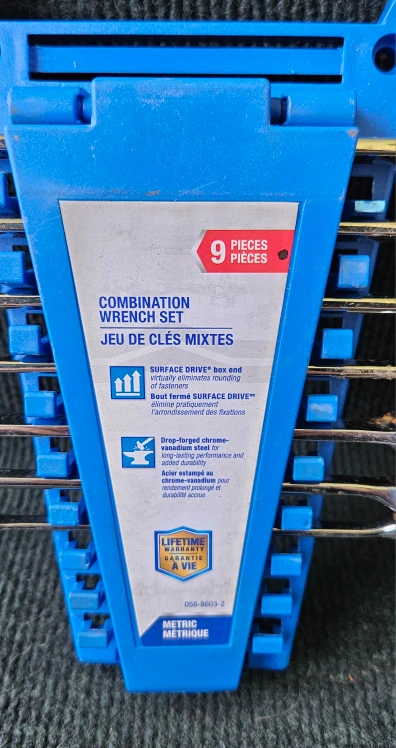 9 PIECES
PIÈCES
COMBINATION
WRENCH SET
JEU DE CLÉS MIXTES
SURFACE DRIVE® box end
virtually eliminates rounding
of fasteners
Bout fermé SURFACE DRIVEᴹᴰ
élimine pratiquement
l'arrondissement des fixations
Drop-forged chrome-
vanadium steel for
long-lasting performance and
added durability
Acier estampé au
chrome-vanadium pour
rendement prolongé et
durabilité accrue
LIFETIME
WARRANTY
GARANTIE
À VIE
058-8603-2
METRIC
MÉTRIQUE